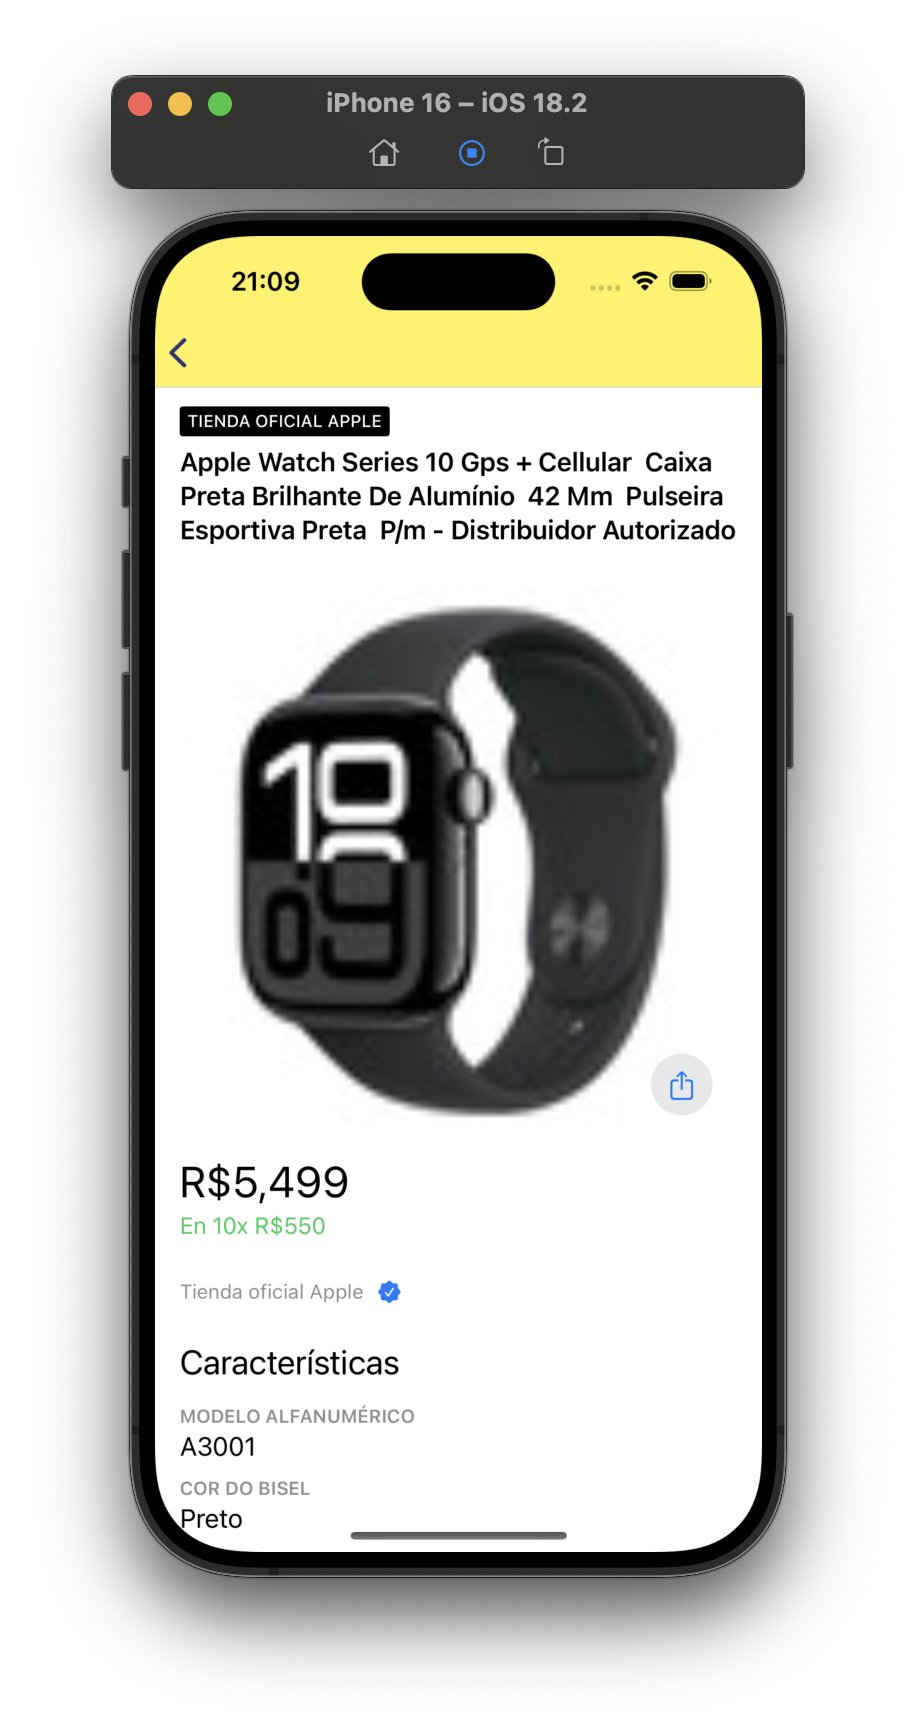 iPhone 16 – iOS 18.2
21:09
TIENDA OFICIAL APPLE
Apple Watch Series 10 Gps + Cellular  Caixa
Preta Brilhante De Alumínio  42 Mm  Pulseira
Esportiva Preta  P/m - Distribuidor Autorizado
10
09
R$5,499
En 10x R$550
Tienda oficial Apple
Características
MODELO ALFANUMÉRICO
A3001
COR DO BISEL
Preto